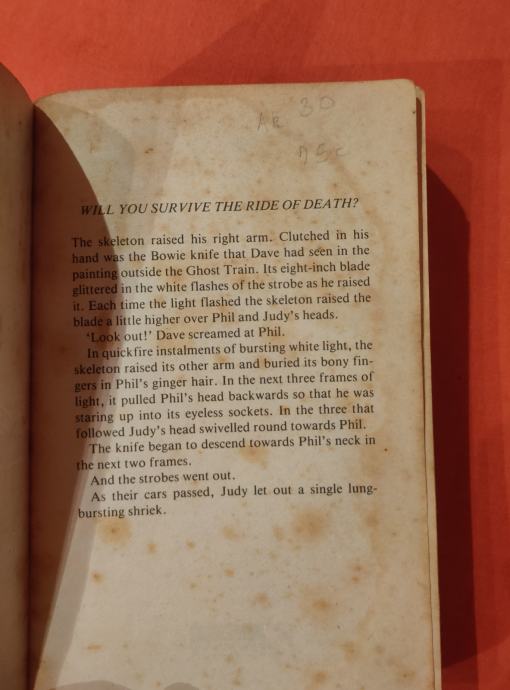 AR 30
75c
WILL YOU SURVIVE THE RIDE OF DEATH?
The skeleton raised his right arm. Clutched in his
hand was the Bowie knife that Dave had seen in the
painting outside the Ghost Train. Its eight-inch blade
glittered in the white flashes of the strobe as he raised
it. Each time the light flashed the skeleton raised the
blade a little higher over Phil and Judy's heads.
‘Look out!’ Dave screamed at Phil.
In quickfire instalments of bursting white light, the
skeleton raised its other arm and buried its bony fin-
gers in Phil's ginger hair. In the next three frames of
light, it pulled Phil's head backwards so that he was
staring up into its eyeless sockets. In the three that
followed Judy's head swivelled round towards Phil.
The knife began to descend towards Phil's neck in
the next two frames.
And the strobes went out.
As their cars passed, Judy let out a single lung-
bursting shriek.